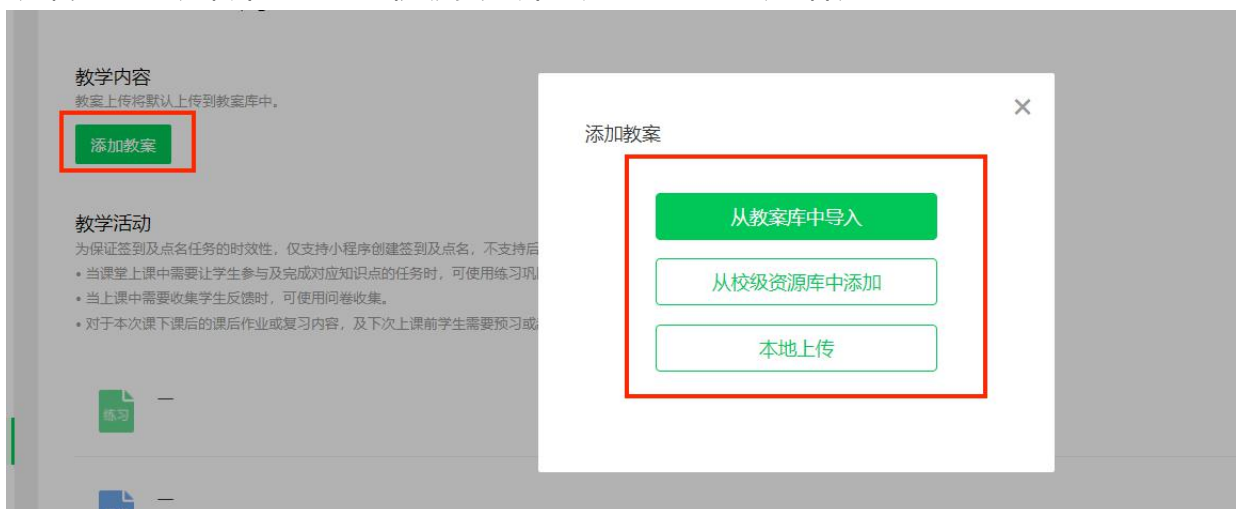 教学内容
教案上传将默认上传到教案库中。
添加教案
教学活动
为保证签到及点名任务的时效性，仅支持小程序创建签到及点名，不支持后
• 当课堂上课中需要让学生参与及完成对应知识点的任务时，可使用练习巩
• 当上课中需要收集学生反馈时，可使用问卷收集。
• 对于本次课下课后的课后作业或复习内容，及下次上课前学生需要预习或
练习
—
—
×
添加教案
从教案库中导入
从校级资源库中添加
本地上传